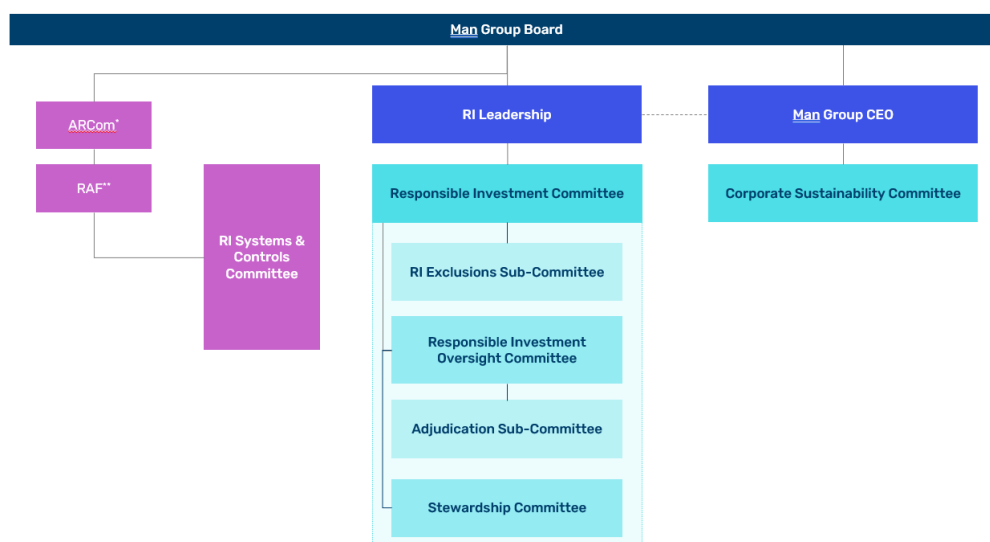 Man Group Board
ARCom*
RI Leadership
Man Group CEO
RAF**
RI Systems &
Controls
Committee
Responsible Investment Committee
Corporate Sustainability Committee
RI Exclusions Sub-Committee
Responsible Investment
Oversight Committee
Adjudication Sub-Committee
Stewardship Committee